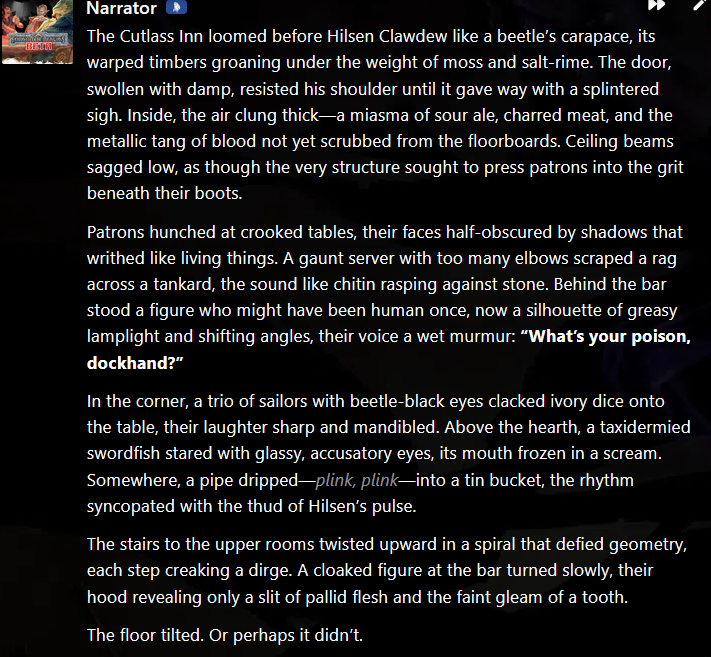 Narrator
The Cutlass Inn loomed before Hilsen Clawdew like a beetle’s carapace, its
warped timbers groaning under the weight of moss and salt-rime. The door,
swollen with damp, resisted his shoulder until it gave way with a splintered
sigh. Inside, the air clung thick—a miasma of sour ale, charred meat, and the
metallic tang of blood not yet scrubbed from the floorboards. Ceiling beams
sagged low, as though the very structure sought to press patrons into the grit
beneath their boots.
Patrons hunched at crooked tables, their faces half-obscured by shadows that
writhed like living things. A gaunt server with too many elbows scraped a rag
across a tankard, the sound like chitin rasping against stone. Behind the bar
stood a figure who might have been human once, now a silhouette of greasy
lamplight and shifting angles, their voice a wet murmur: “What’s your poison,
dockhand?”
In the corner, a trio of sailors with beetle-black eyes clacked ivory dice onto
the table, their laughter sharp and mandibled. Above the hearth, a taxidermied
swordfish stared with glassy, accusatory eyes, its mouth frozen in a scream.
Somewhere, a pipe dripped—plink, plink—into a tin bucket, the rhythm
syncopated with the thud of Hilsen’s pulse.
The stairs to the upper rooms twisted upward in a spiral that defied geometry,
each step creaking a dirge. A cloaked figure at the bar turned slowly, their
hood revealing only a slit of pallid flesh and the faint gleam of a tooth.
The floor tilted. Or perhaps it didn’t.
BETA